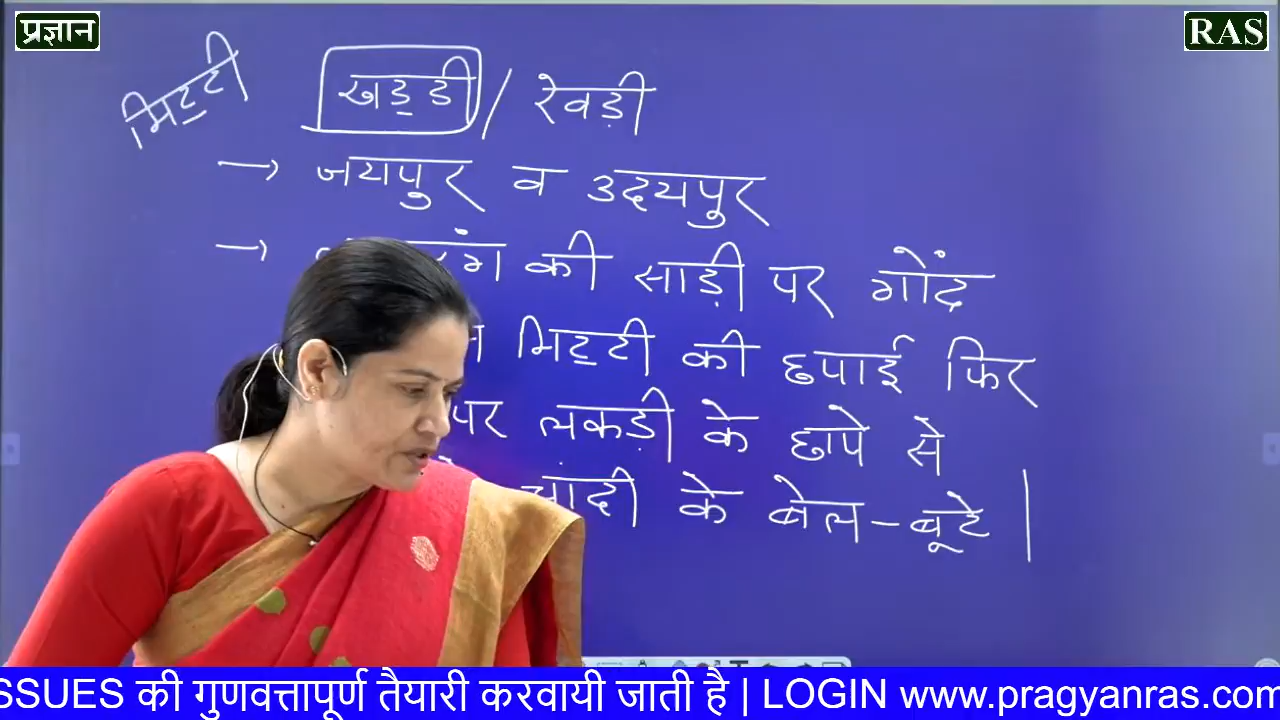 प्रज्ञान
RAS
मिट्टी
खड्डी / रेवड़ी
→ जयपुर व उदयपुर
→ रंग की साड़ी पर गोंद
मिट्टी की छपाई फिर
पर लकड़ी के छापे से
चांदी के बेल-बूटे |
SSUES की गुणवत्तापूर्ण तैयारी करवायी जाती है | LOGIN www.pragyanras.com